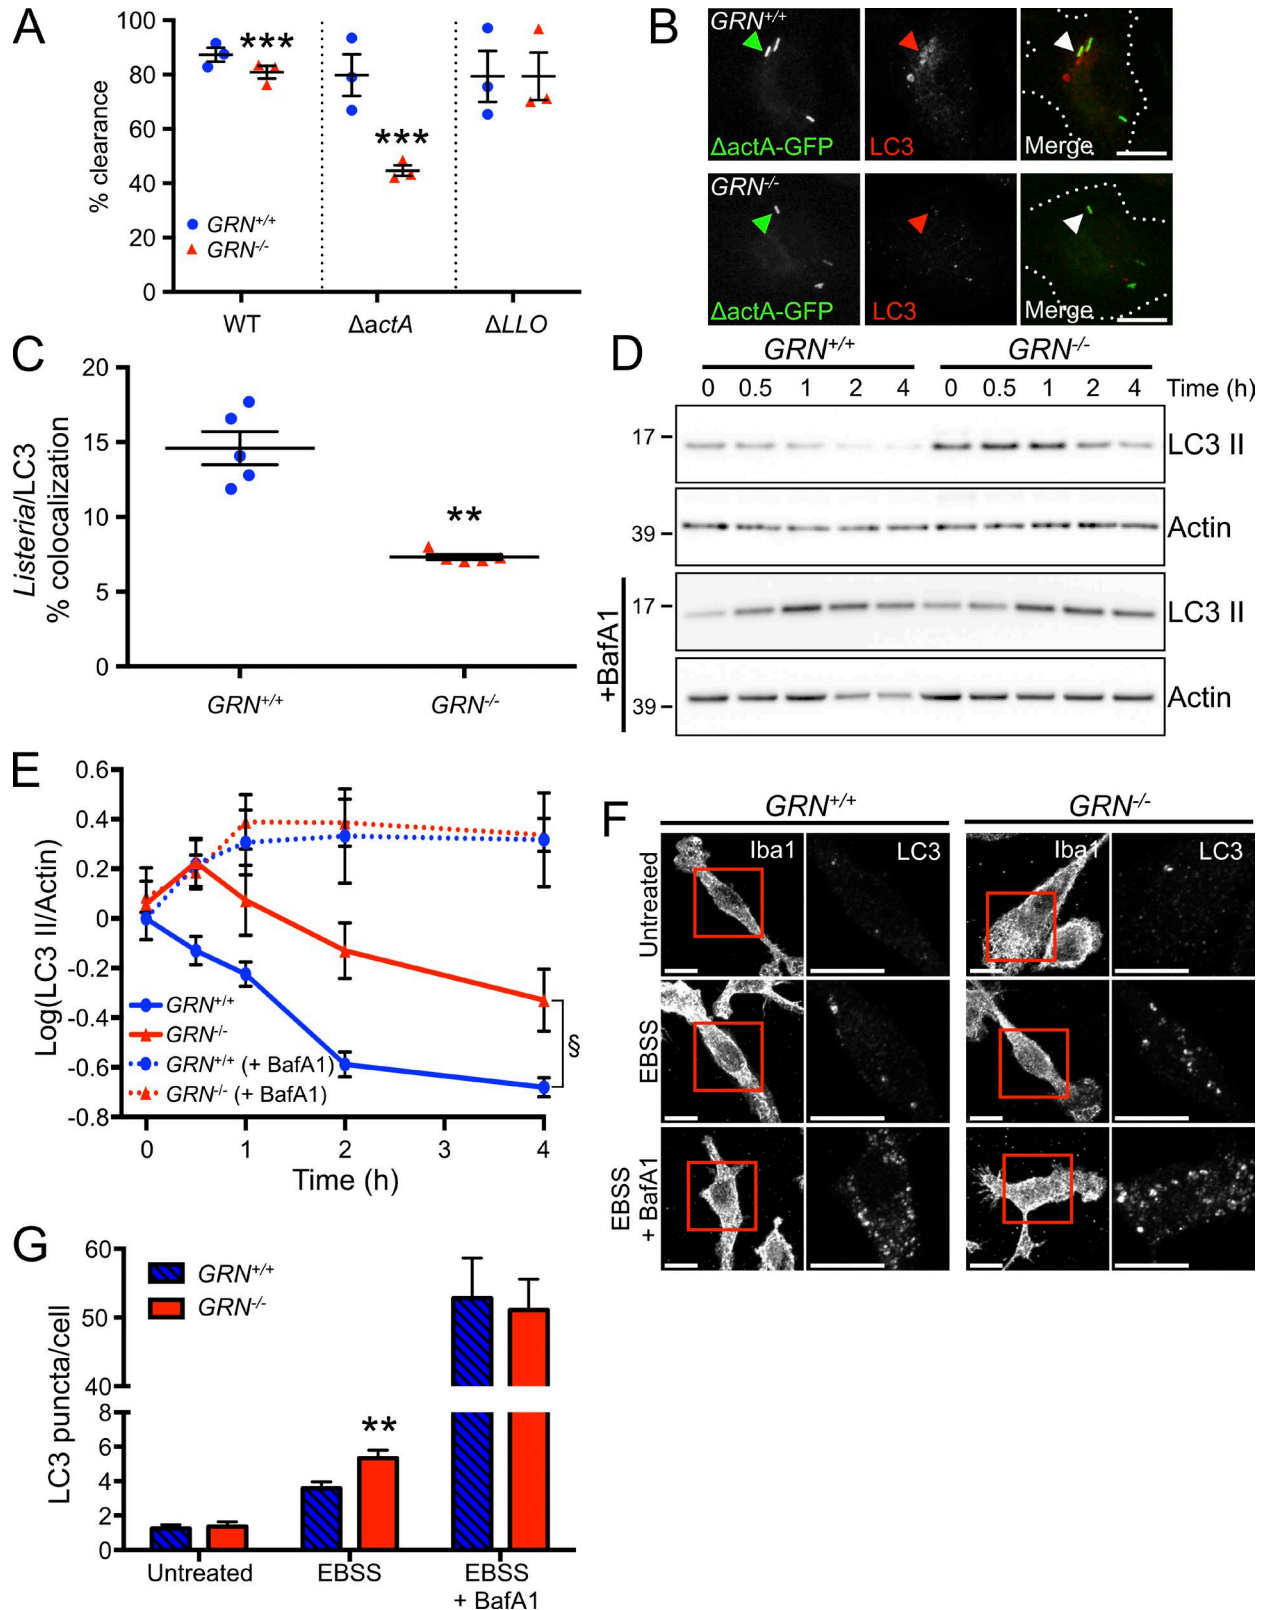 A
100
80
60
40
20
0
% clearance
***
***
GRN+/+
GRN-/-
WT
ΔactA
ΔLLO
B
GRN+/+
ΔactA-GFP
LC3
Merge
GRN-/-
ΔactA-GFP
LC3
Merge
C
20
15
10
5
0
Listeria/LC3
% colocalization
**
GRN+/+
GRN-/-
D
GRN+/+ GRN-/-
0 0.5 1 2 4 0 0.5 1 2 4 Time (h)
17 LC3 II
39 Actin
+BafA1
17 LC3 II
39 Actin
E
0.6
0.4
0.2
0
-0.2
-0.4
-0.6
-0.8
Log(LC3 II/Actin)
GRN+/+
GRN-/-
GRN+/+ (+ BafA1)
GRN-/- (+ BafA1)
§
0 1 2 3 4
Time (h)
F
GRN+/+ GRN-/-
Iba1 LC3 Iba1 LC3
Untreated
EBSS
EBSS
+ BafA1
G
60
50
40
8
6
4
2
0
LC3 puncta/cell
GRN+/+
GRN-/-
**
Untreated
EBSS
EBSS
+ BafA1